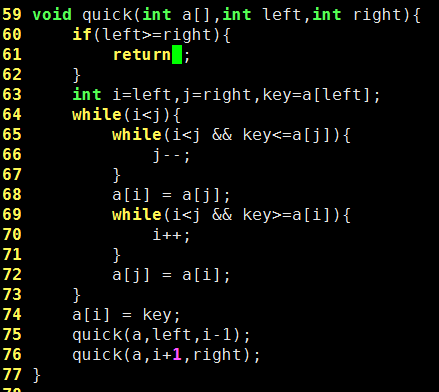 59 void quick(int a[],int left,int right){
60     if(left>=right){
61         return ;
62     }
63     int i=left,j=right,key=a[left];
64     while(i<j){
65         while(i<j && key<=a[j]){
66             j--;
67         }
68         a[i] = a[j];
69         while(i<j && key>=a[i]){
70             i++;
71         }
72         a[j] = a[i];
73     }
74     a[i] = key;
75     quick(a,left,i-1);
76     quick(a,i+1,right);
77 }